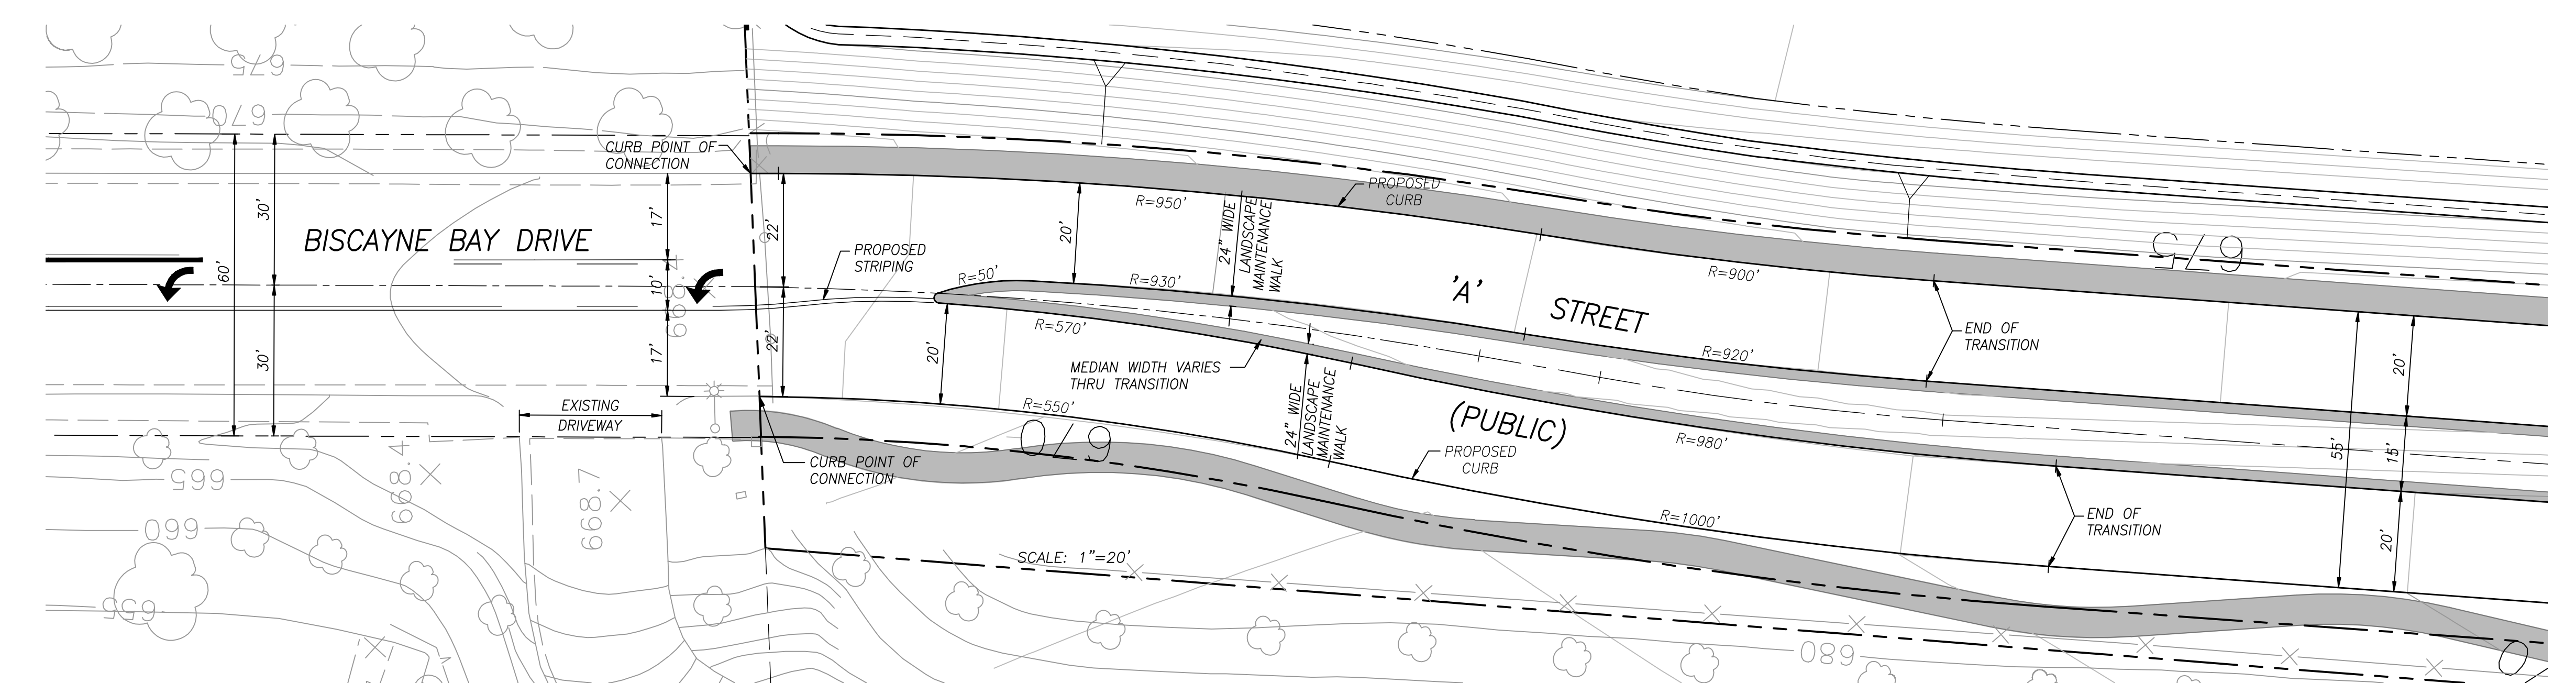 675
670
CURB POINT OF
CONNECTION
60'
30'
30'
BISCAYNE BAY DRIVE
17'
10'
17'
22'
22'
PROPOSED
STRIPING
R=50'
20'
R=950'
R=930'
24" WIDE
LANDSCAPE
MAINTENANCE
WALK
PROPOSED
CURB
'A' STREET
(PUBLIC)
R=900'
R=920'
675
END OF
TRANSITION
20'
R=570'
MEDIAN WIDTH VARIES
THRU TRANSITION
24" WIDE
LANDSCAPE
MAINTENANCE
WALK
R=550'
670
PROPOSED
CURB
R=980'
R=1000'
END OF
TRANSITION
55'
20'
15'
20'
EXISTING
DRIVEWAY
CURB POINT OF
CONNECTION
SCALE: 1"=20'
665
660
655
668.4
668.7
680